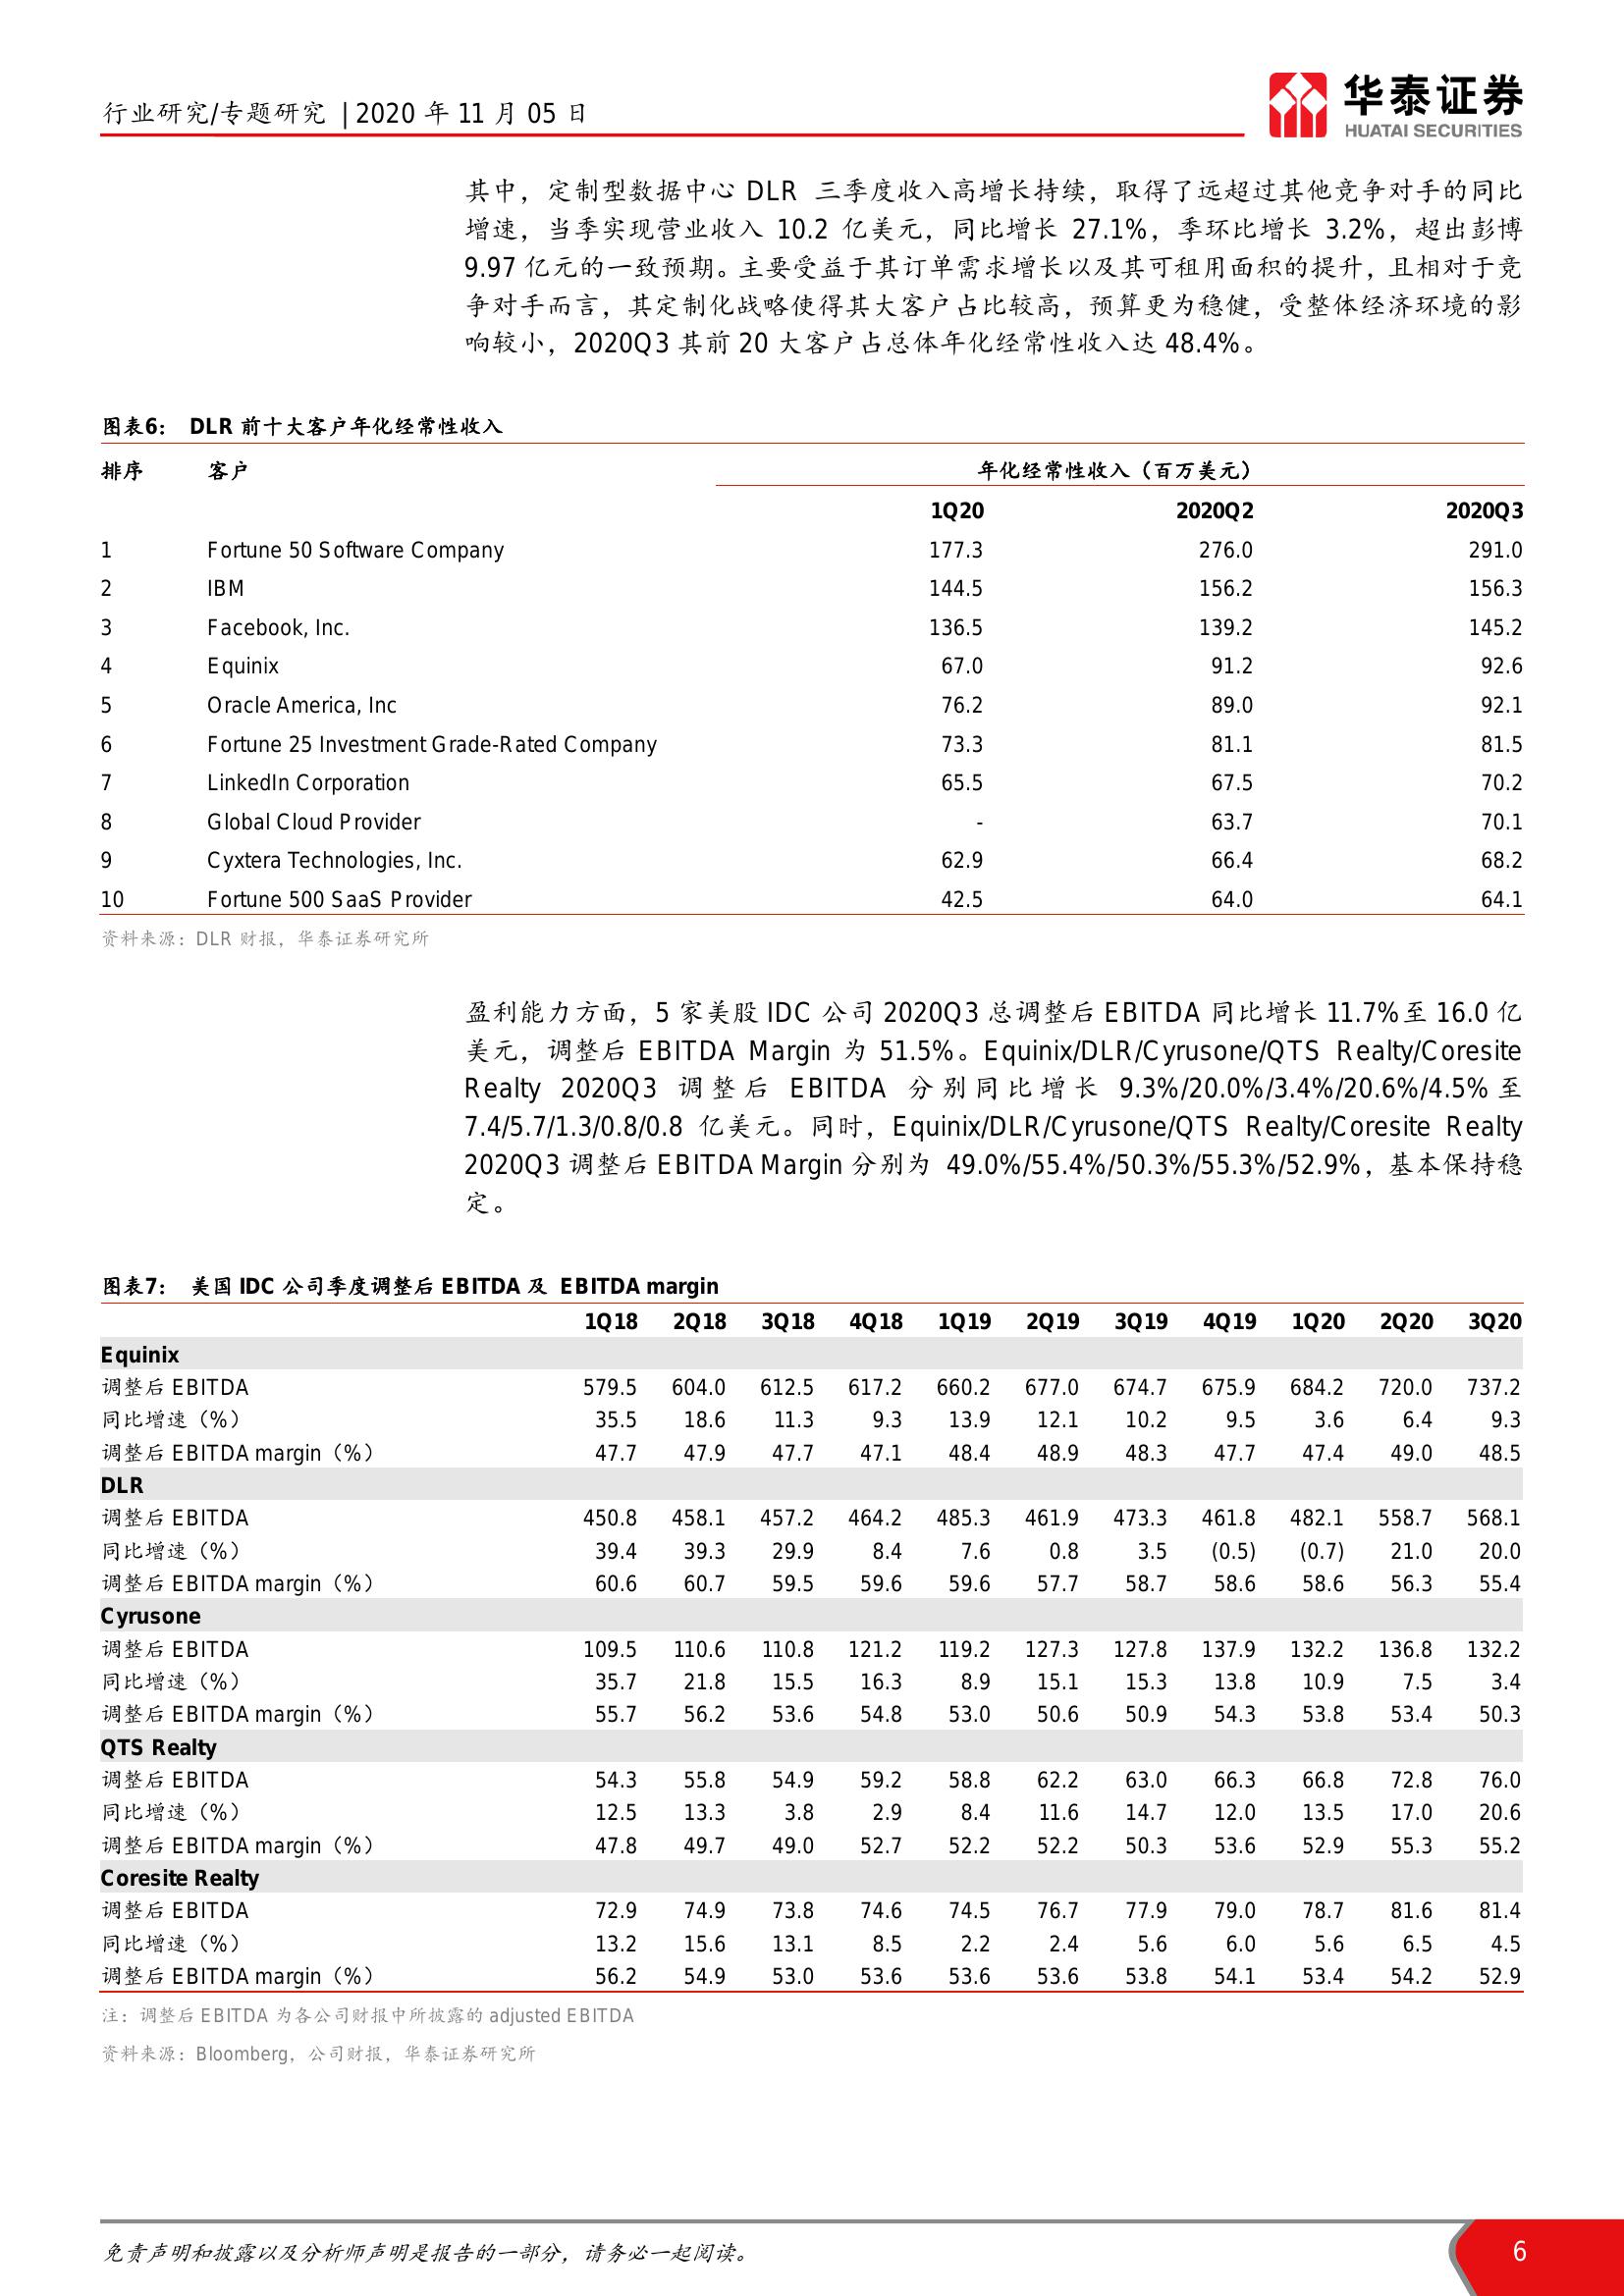 行业研究/专题研究 | 2020 年 11 月 05 日
华泰证券
HUATAI SECURITIES
其中，定制型数据中心 DLR 三季度收入高增长持续，取得了远超过其他竞争对手的同比
增速，当季实现营业收入 10.2 亿美元，同比增长 27.1%，季环比增长 3.2%，超出彭博
9.97 亿元的一致预期。主要受益于其订单需求增长以及其可租用面积的提升，且相对于竞
争对手而言，其定制化战略使得其大客户占比较高，预算更为稳健，受整体经济环境的影
响较小，2020Q3 其前 20 大客户占总体年化经常性收入达 48.4%。
图表6： DLR 前十大客户年化经常性收入
排序 客户 年化经常性收入（百万美元）
1Q20 2020Q2 2020Q3
1 Fortune 50 Software Company 177.3 276.0 291.0
2 IBM 144.5 156.2 156.3
3 Facebook, Inc. 136.5 139.2 145.2
4 Equinix 67.0 91.2 92.6
5 Oracle America, Inc 76.2 89.0 92.1
6 Fortune 25 Investment Grade-Rated Company 73.3 81.1 81.5
7 LinkedIn Corporation 65.5 67.5 70.2
8 Global Cloud Provider - 63.7 70.1
9 Cyxtera Technologies, Inc. 62.9 66.4 68.2
10 Fortune 500 SaaS Provider 42.5 64.0 64.1
资料来源：DLR 财报，华泰证券研究所
盈利能力方面，5 家美股 IDC 公司 2020Q3 总调整后 EBITDA 同比增长 11.7%至 16.0 亿
美元，调整后 EBITDA Margin 为 51.5%。Equinix/DLR/Cyrusone/QTS Realty/Coresite
Realty 2020Q3 调整后 EBITDA 分别同比增长 9.3%/20.0%/3.4%/20.6%/4.5% 至
7.4/5.7/1.3/0.8/0.8 亿美元。同时，Equinix/DLR/Cyrusone/QTS Realty/Coresite Realty
2020Q3 调整后 EBITDA Margin 分别为 49.0%/55.4%/50.3%/55.3%/52.9%，基本保持稳
定。
图表7： 美国 IDC 公司季度调整后 EBITDA 及 EBITDA margin
1Q18 2Q18 3Q18 4Q18 1Q19 2Q19 3Q19 4Q19 1Q20 2Q20 3Q20
Equinix
调整后 EBITDA 579.5 604.0 612.5 617.2 660.2 677.0 674.7 675.9 684.2 720.0 737.2
同比增速（%） 35.5 18.6 11.3 9.3 13.9 12.1 10.2 9.5 3.6 6.4 9.3
调整后 EBITDA margin（%） 47.7 47.9 47.7 47.1 48.4 48.9 48.3 47.7 47.4 49.0 48.5
DLR
调整后 EBITDA 450.8 458.1 457.2 464.2 485.3 461.9 473.3 461.8 482.1 558.7 568.1
同比增速（%） 39.4 39.3 29.9 8.4 7.6 0.8 3.5 (0.5) (0.7) 21.0 20.0
调整后 EBITDA margin（%） 60.6 60.7 59.5 59.6 59.6 57.7 58.7 58.6 58.6 56.3 55.4
Cyrusone
调整后 EBITDA 109.5 110.6 110.8 121.2 119.2 127.3 127.8 137.9 132.2 136.8 132.2
同比增速（%） 35.7 21.8 15.5 16.3 8.9 15.1 15.3 13.8 10.9 7.5 3.4
调整后 EBITDA margin（%） 55.7 56.2 53.6 54.8 53.0 50.6 50.9 54.3 53.8 53.4 50.3
QTS Realty
调整后 EBITDA 54.3 55.8 54.9 59.2 58.8 62.2 63.0 66.3 66.8 72.8 76.0
同比增速（%） 12.5 13.3 3.8 2.9 8.4 11.6 14.7 12.0 13.5 17.0 20.6
调整后 EBITDA margin（%） 47.8 49.7 49.0 52.7 52.2 52.2 50.3 53.6 52.9 55.3 55.2
Coresite Realty
调整后 EBITDA 72.9 74.9 73.8 74.6 74.5 76.7 77.9 79.0 78.7 81.6 81.4
同比增速（%） 13.2 15.6 13.1 8.5 2.2 2.4 5.6 6.0 5.6 6.5 4.5
调整后 EBITDA margin（%） 56.2 54.9 53.0 53.6 53.6 53.6 53.8 54.1 53.4 54.2 52.9
注：调整后 EBITDA 为各公司财报中所披露的 adjusted EBITDA
资料来源：Bloomberg，公司财报，华泰证券研究所
免责声明和披露以及分析师声明是报告的一部分，请务必一起阅读。 6